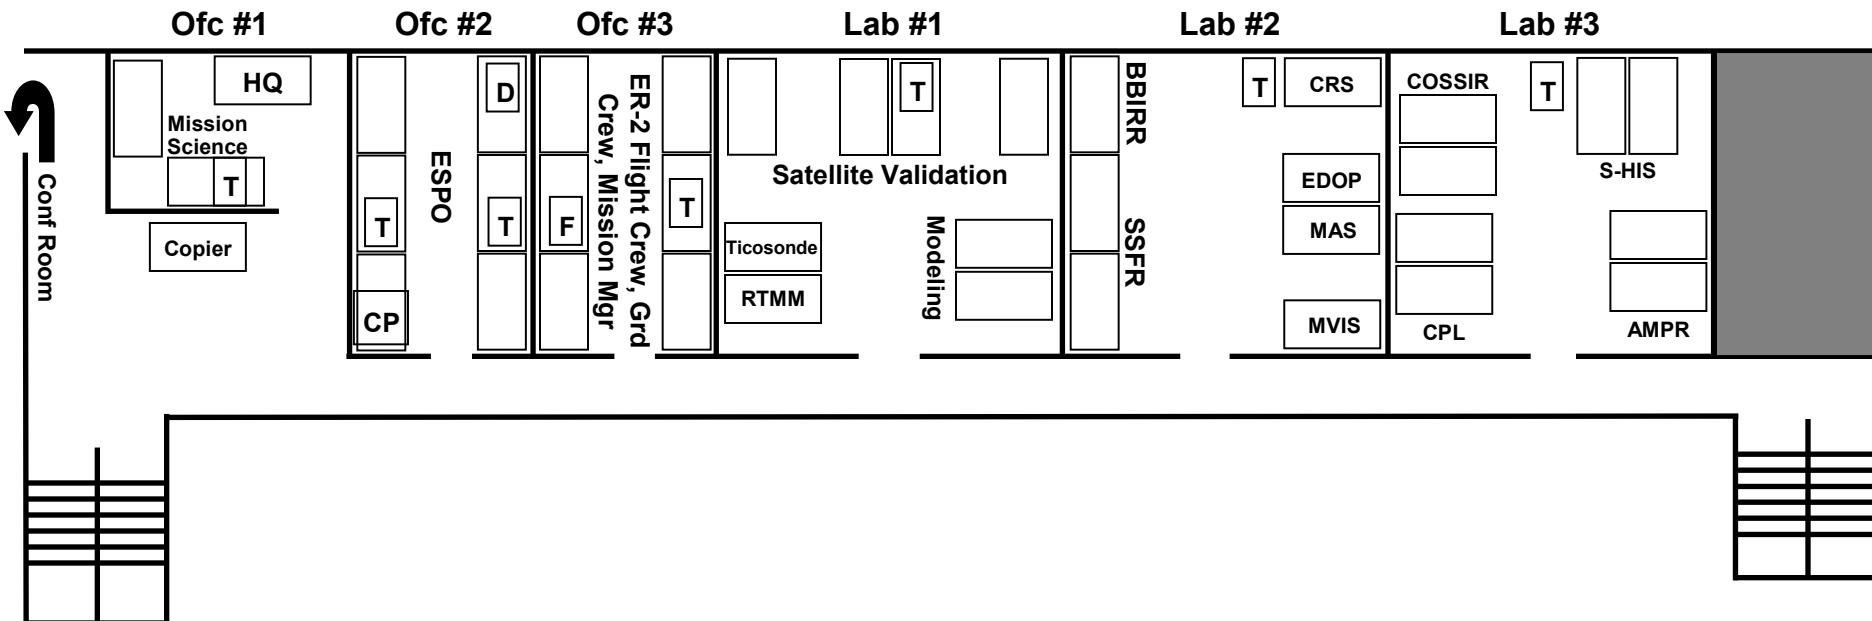 Ofc #1
Ofc #2
Ofc #3
Lab #1
Lab #2
Lab #3
Conf Room
HQ
Mission
Science
T
Copier
D
ESPO
T
T
CP
F
ER-2 Flight Crew, Grd
Crew, Mission Mgr
T
T
Satellite Validation
Ticosonde
RTMM
Modeling
BBIRR
SSFR
T
CRS
EDOP
MAS
MVIS
COSSIR
T
S-HIS
CPL
AMPR